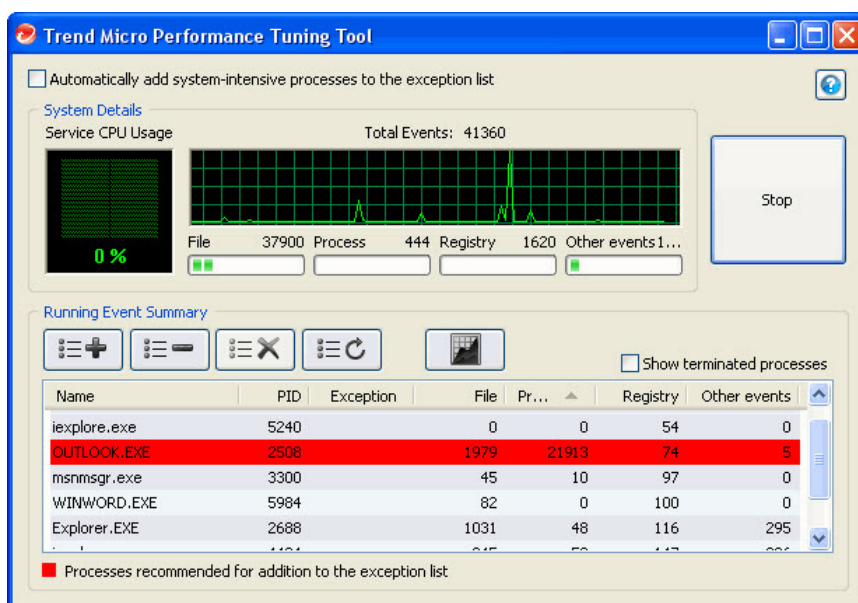 Trend Micro Performance Tuning Tool
Automatically add system-intensive processes to the exception list
System Details
Service CPU Usage Total Events: 41360
Stop
0 %
File 37900 Process 444 Registry 1620 Other events1...
Running Event Summary
Show terminated processes
Name PID Exception File Pr... Registry Other events
iexplore.exe 5240 0 0 54 0
OUTLOOK.EXE 2508 1979 21913 74 5
msnmsgr.exe 3300 45 10 97 0
WINWORD.EXE 5984 82 0 100 0
Explorer.EXE 2688 1031 48 116 295
Processes recommended for addition to the exception list